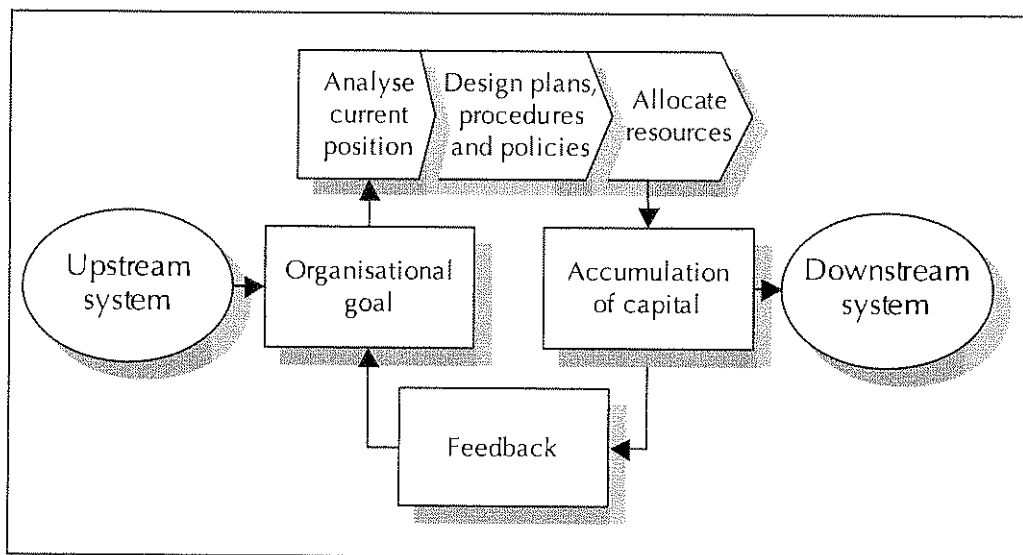 Analyse
current
position
Design plans,
procedures
and policies
Allocate
resources
Upstream
system
Organisational
goal
Accumulation
of capital
Downstream
system
Feedback